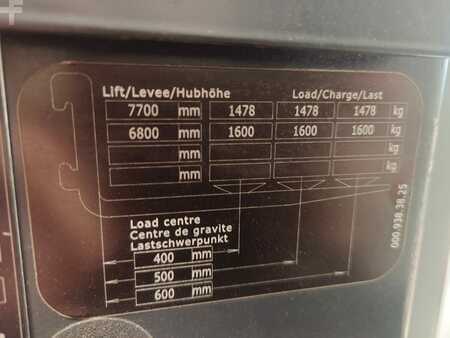 Lift/Levee/Hubhöhe Load/Charge/Last
7700 mm 1478 1478 1478 kg
6800 mm 1600 1600 1600 kg
mm kg
mm kg
Load centre
Centre de gravite
Lastschwerpunkt
400 mm
500 mm
600 mm
000.938.38.25